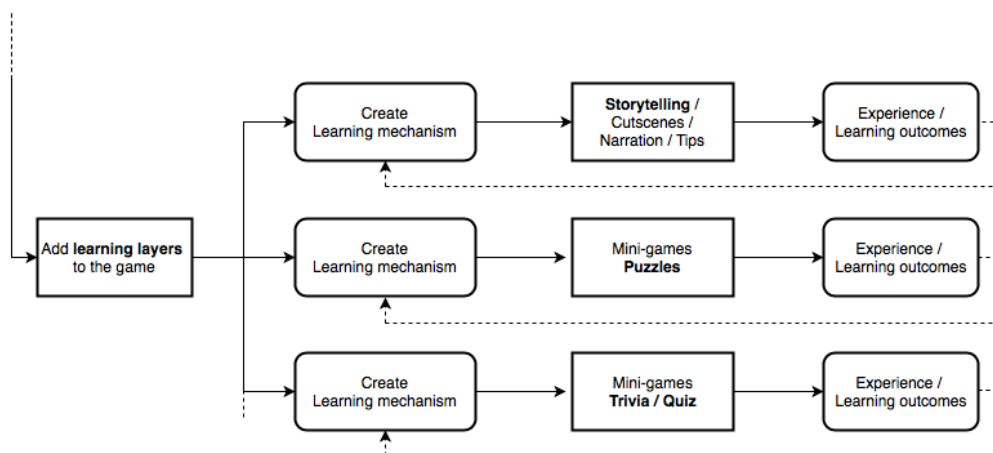 Create
Learning mechanism
Storytelling /
Cutscenes /
Narration / Tips
Experience /
Learning outcomes
Add learning layers
to the game
Create
Learning mechanism
Mini-games
Puzzles
Experience /
Learning outcomes
Create
Learning mechanism
Mini-games
Trivia / Quiz
Experience /
Learning outcomes